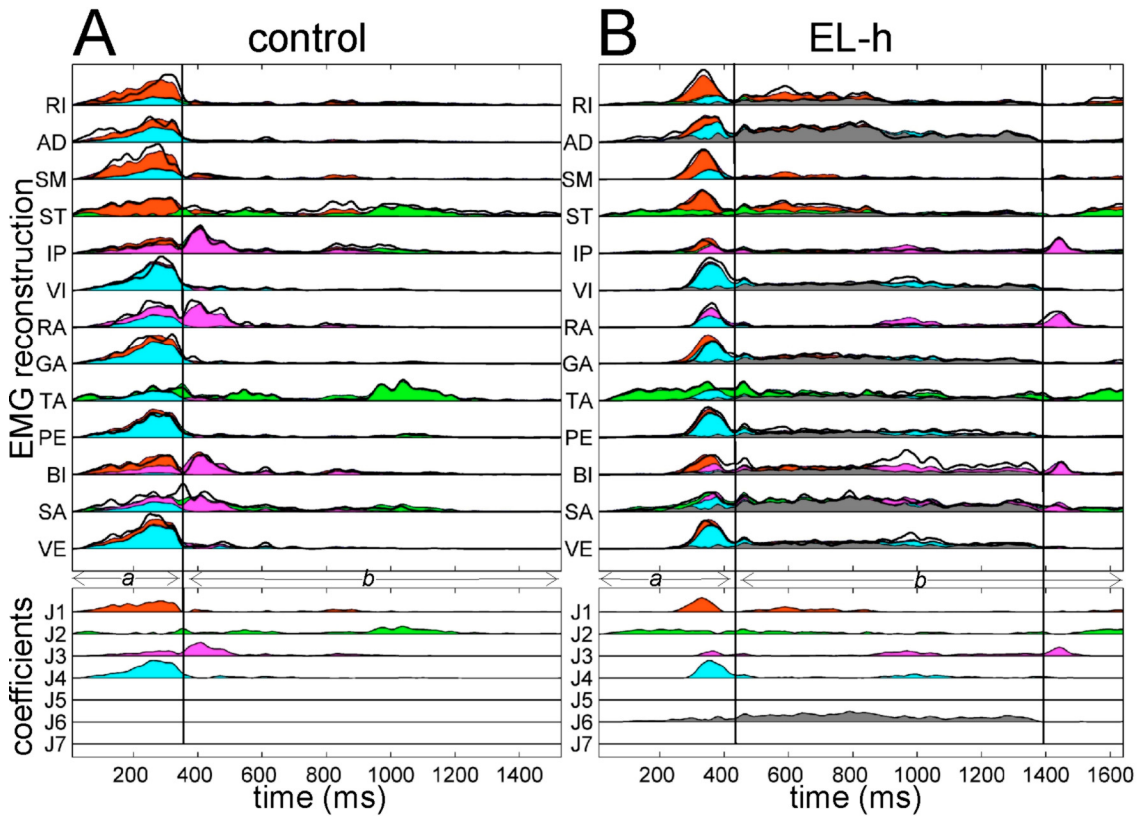 A control
B EL-h
EMG reconstruction
RI
AD
SM
ST
IP
VI
RA
GA
TA
PE
BI
SA
VE
RI
AD
SM
ST
IP
VI
RA
GA
TA
PE
BI
SA
VE
a b
a b
coefficients
J1
J2
J3
J4
J5
J6
J7
J1
J2
J3
J4
J5
J6
J7
200 400 600 800 1000 1200 1400
time (ms)
200 400 600 800 1000 1200 1400 1600
time (ms)